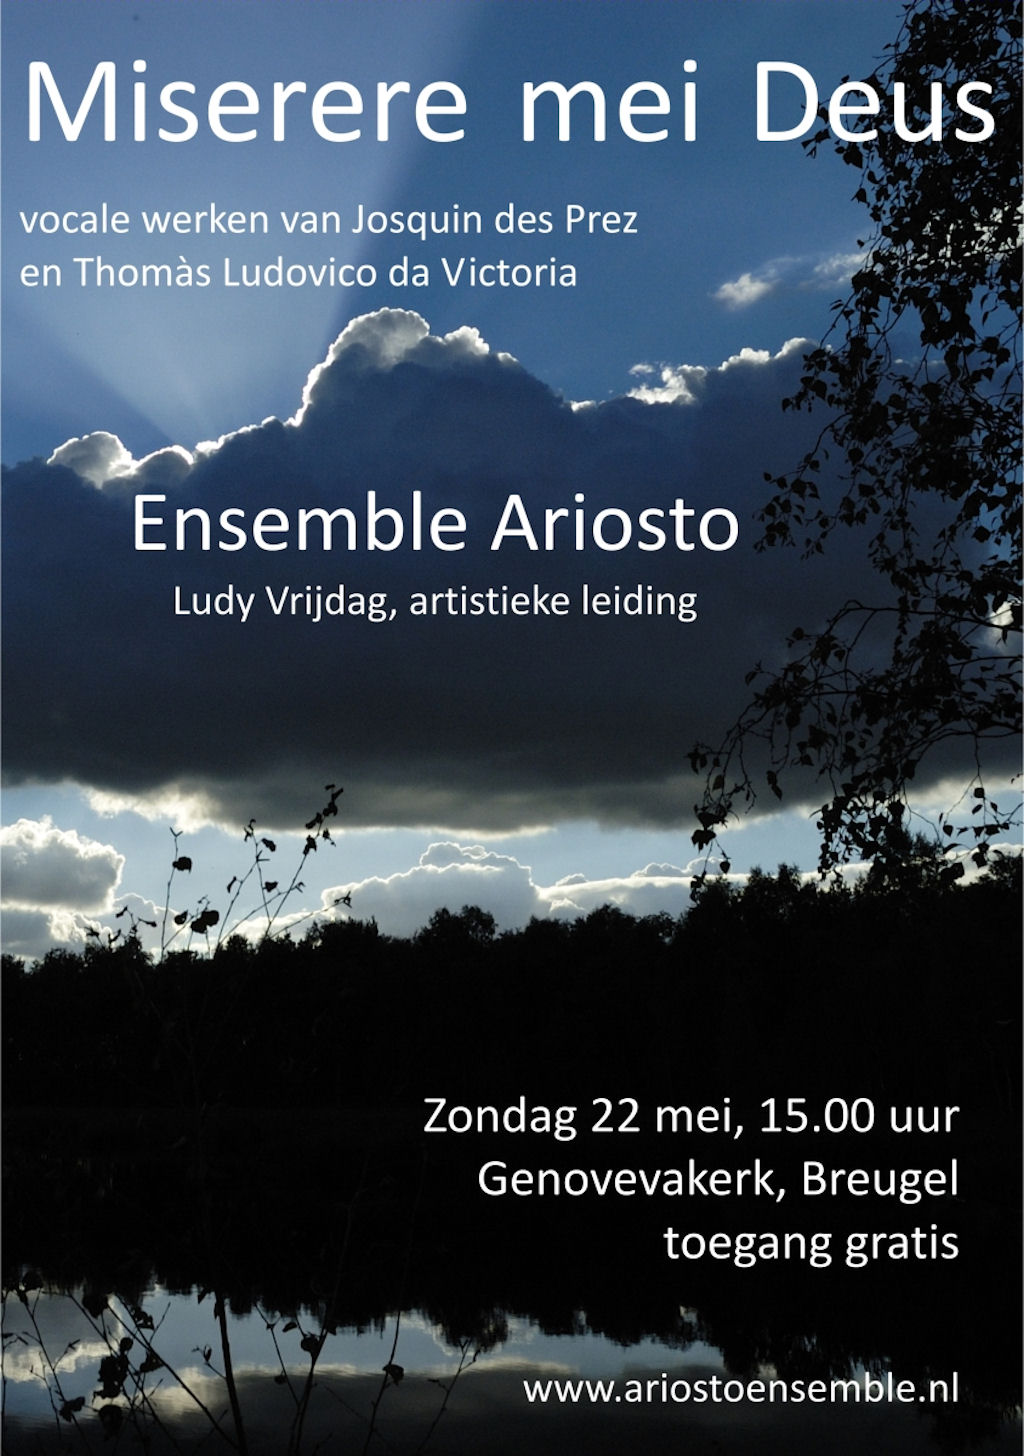 Miserere mei Deus
vocale werken van Josquin des Prez
en Thomàs Ludovico da Victoria
Ensemble Ariosto
Ludy Vrijdag, artistieke leiding
Zondag 22 mei, 15.00 uur
Genovevakerk, Breugel
toegang gratis
www.ariostoensemble.nl